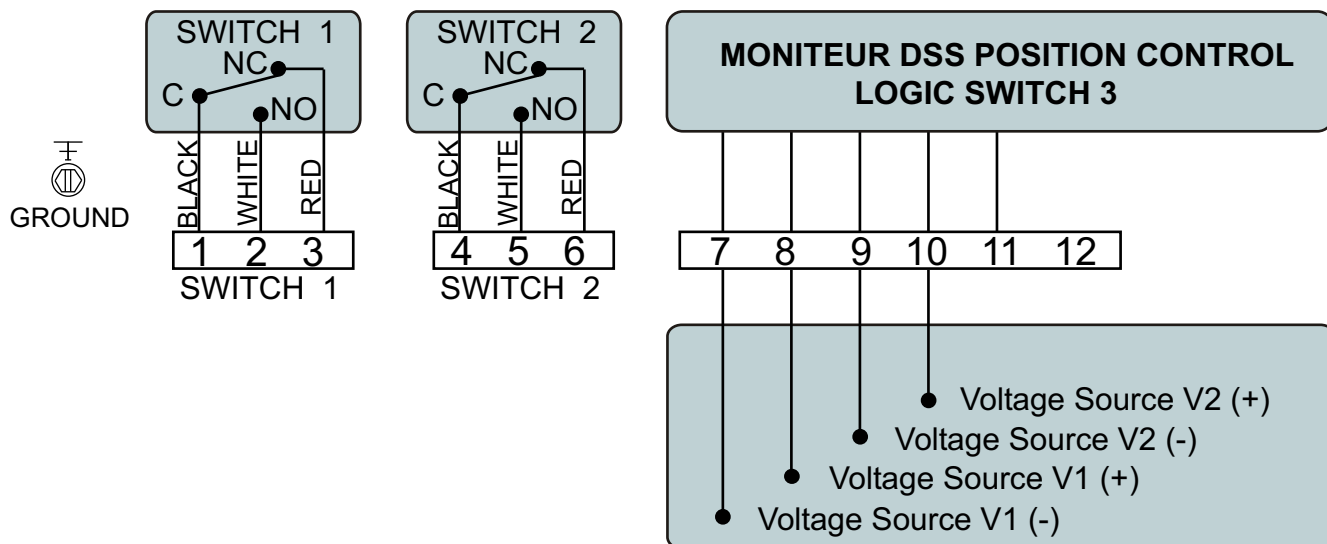 SWITCH 1
NC
C
NO
BLACK
WHITE
RED
1 2 3
SWITCH 1
SWITCH 2
NC
C
NO
BLACK
WHITE
RED
4 5 6
SWITCH 2
GROUND
MONITEUR DSS POSITION CONTROL
LOGIC SWITCH 3
7 8 9 10 11 12
Voltage Source V2 (+)
Voltage Source V2 (-)
Voltage Source V1 (+)
Voltage Source V1 (-)